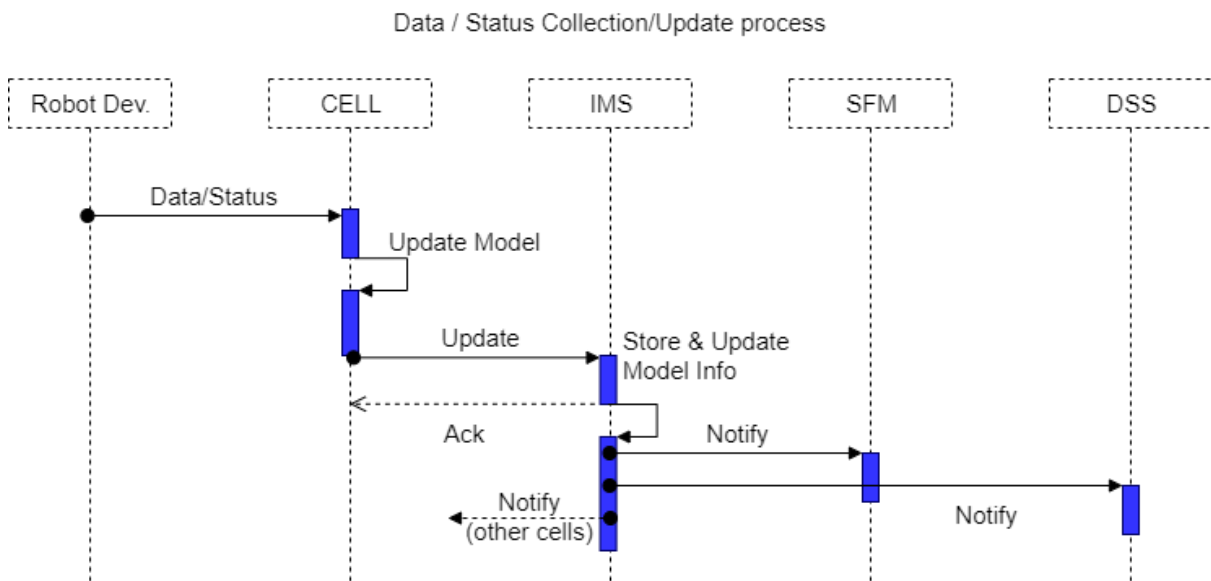 Data / Status Collection/Update process
Robot Dev.
CELL
IMS
SFM
DSS
Data/Status
Update Model
Update
Store & Update
Model Info
Ack
Notify
Notify
Notify
(other cells)